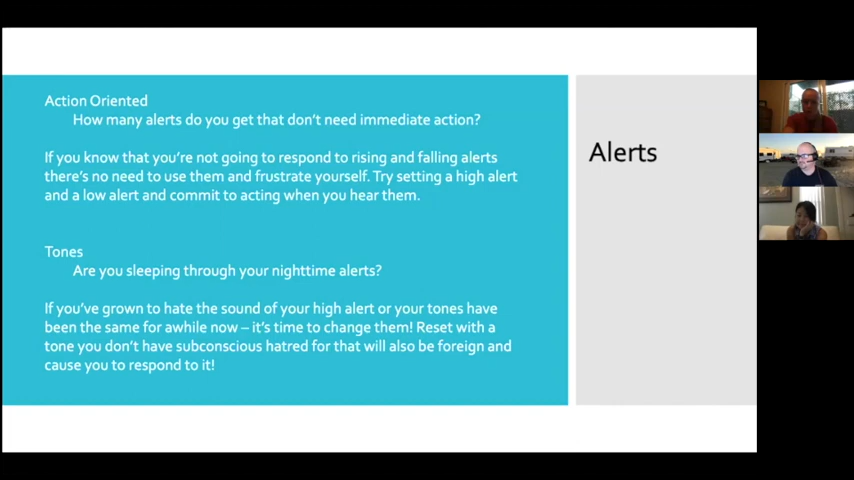 Action Oriented
How many alerts do you get that don't need immediate action?
If you know that you're not going to respond to rising and falling alerts
there's no need to use them and frustrate yourself. Try setting a high alert
and a low alert and commit to acting when you hear them.
Tones
Are you sleeping through your nighttime alerts?
If you've grown to hate the sound of your high alert or your tones have
been the same for awhile now – it's time to change them! Reset with a
tone you don't have subconscious hatred for that will also be foreign and
cause you to respond to it!
Alerts